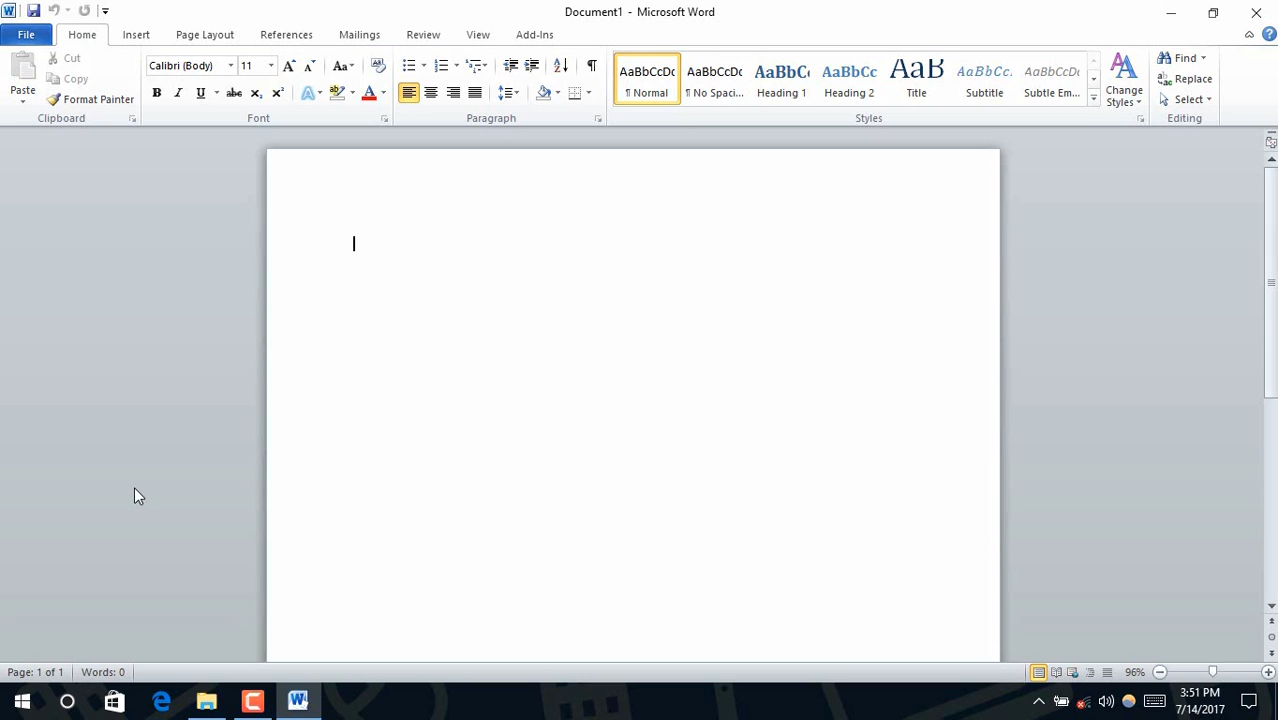 Document1 - Microsoft Word
File Home Insert Page Layout References Mailings Review View Add-Ins
Paste
Cut
Copy
Format Painter
Clipboard
Calibri (Body) 11
Font
Paragraph
AaBbCcDc AaBbCcDc AaBbC AaBbCc AaB AaBbCc. AaBbCcDc
¶ Normal ¶ No Spaci... Heading 1 Heading 2 Title Subtitle Subtle Em...
Change
Styles
Styles
Find
Replace
Select
Editing
Page: 1 of 1 Words: 0 96%
3:51 PM
7/14/2017